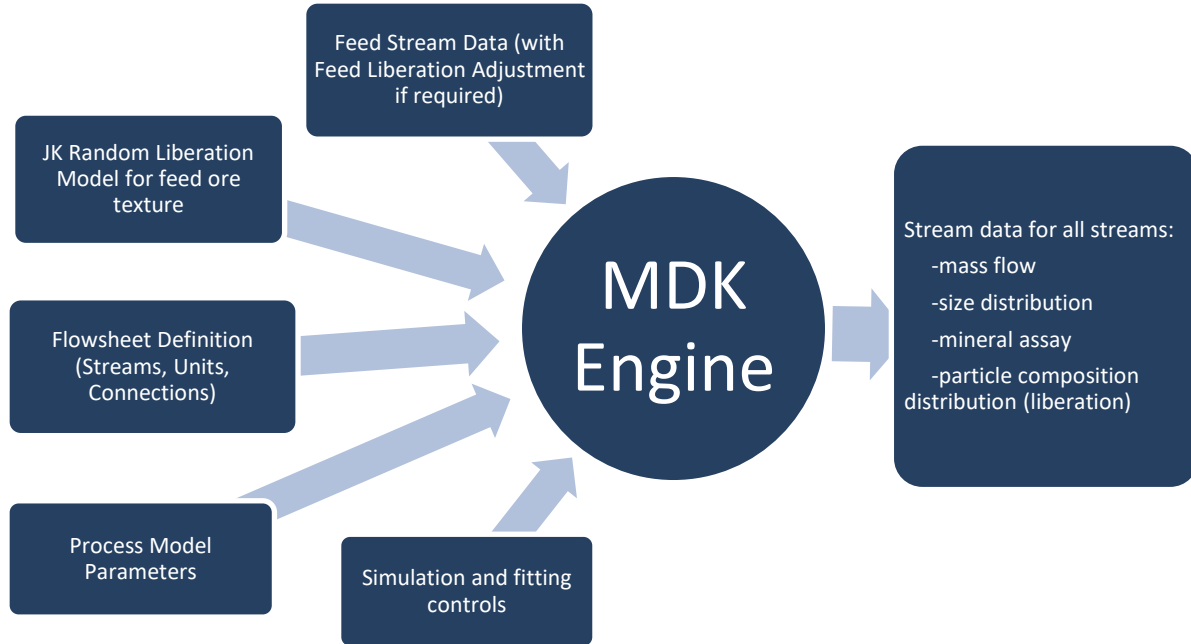 Feed Stream Data (with
Feed Liberation Adjustment
if required)
JK Random Liberation
Model for feed ore
texture
Flowsheet Definition
(Streams, Units,
Connections)
Process Model
Parameters
Simulation and fitting
controls
MDK
Engine
Stream data for all streams:
-mass flow
-size distribution
-mineral assay
-particle composition
distribution (liberation)